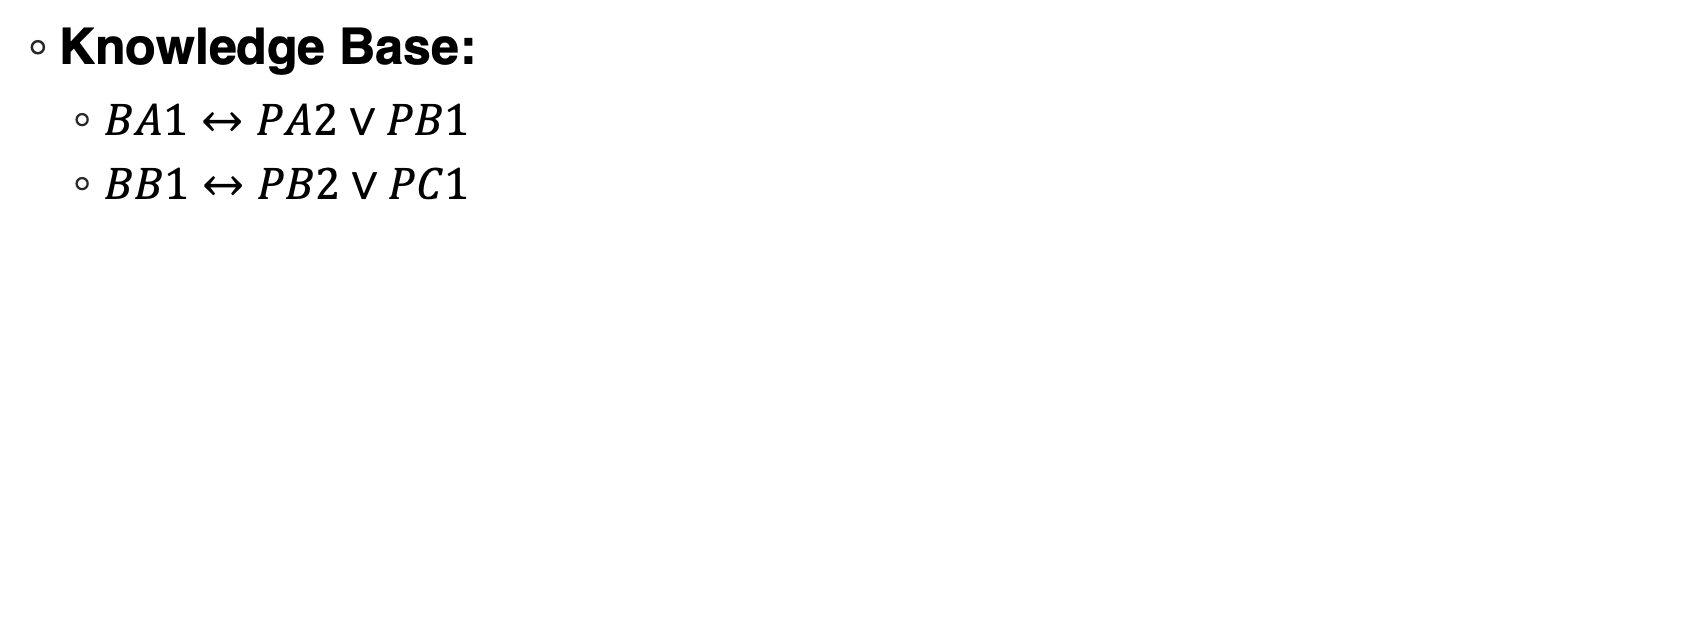 ◦ Knowledge Base:
◦ BA1 ↔ PA2 ∨ PB1
◦ BB1 ↔ PB2 ∨ PC1